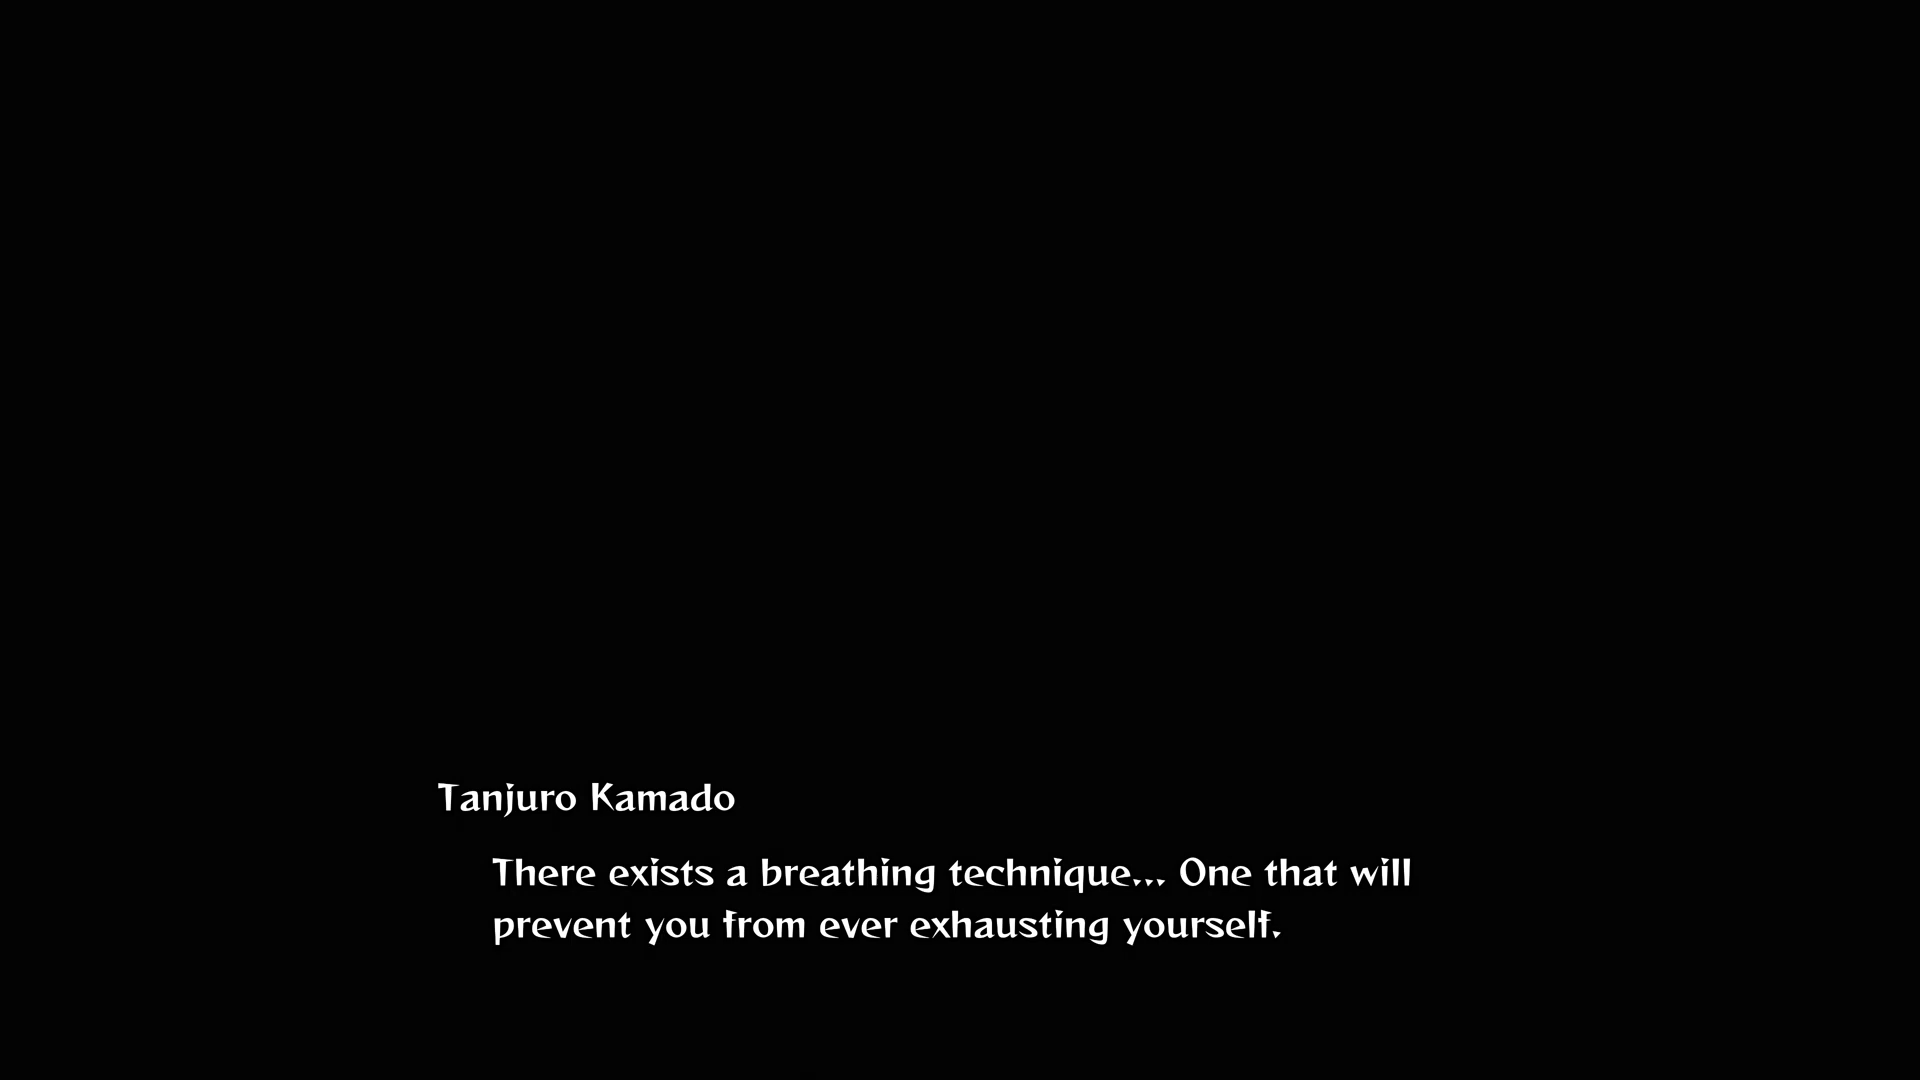 Tanjuro Kamado
There exists a breathing technique... One that will
prevent you from ever exhausting yourself.